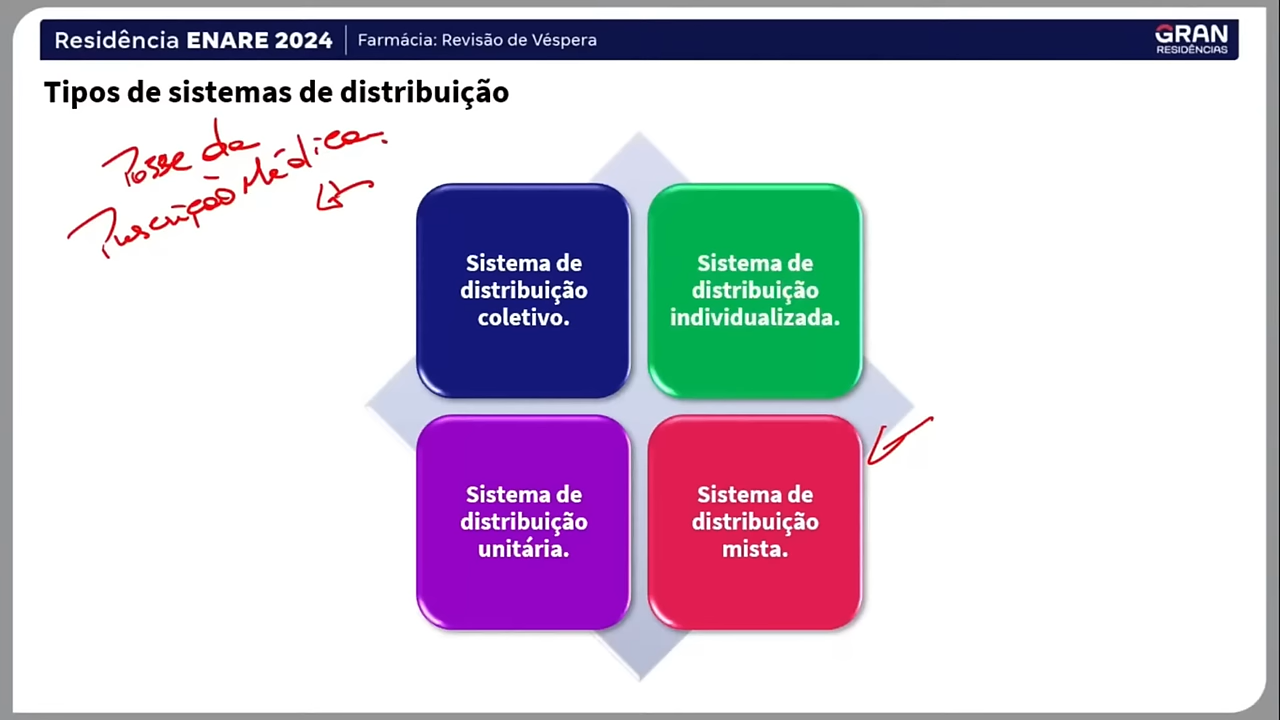 Residência ENARE 2024
Farmácia: Revisão de Véspera
GRAN
RESIDÊNCIAS
Tipos de sistemas de distribuição
Posse da
Prescrição Médica.
Sistema de
distribuição
coletivo.
Sistema de
distribuição
individualizada.
Sistema de
distribuição
unitária.
Sistema de
distribuição
mista.